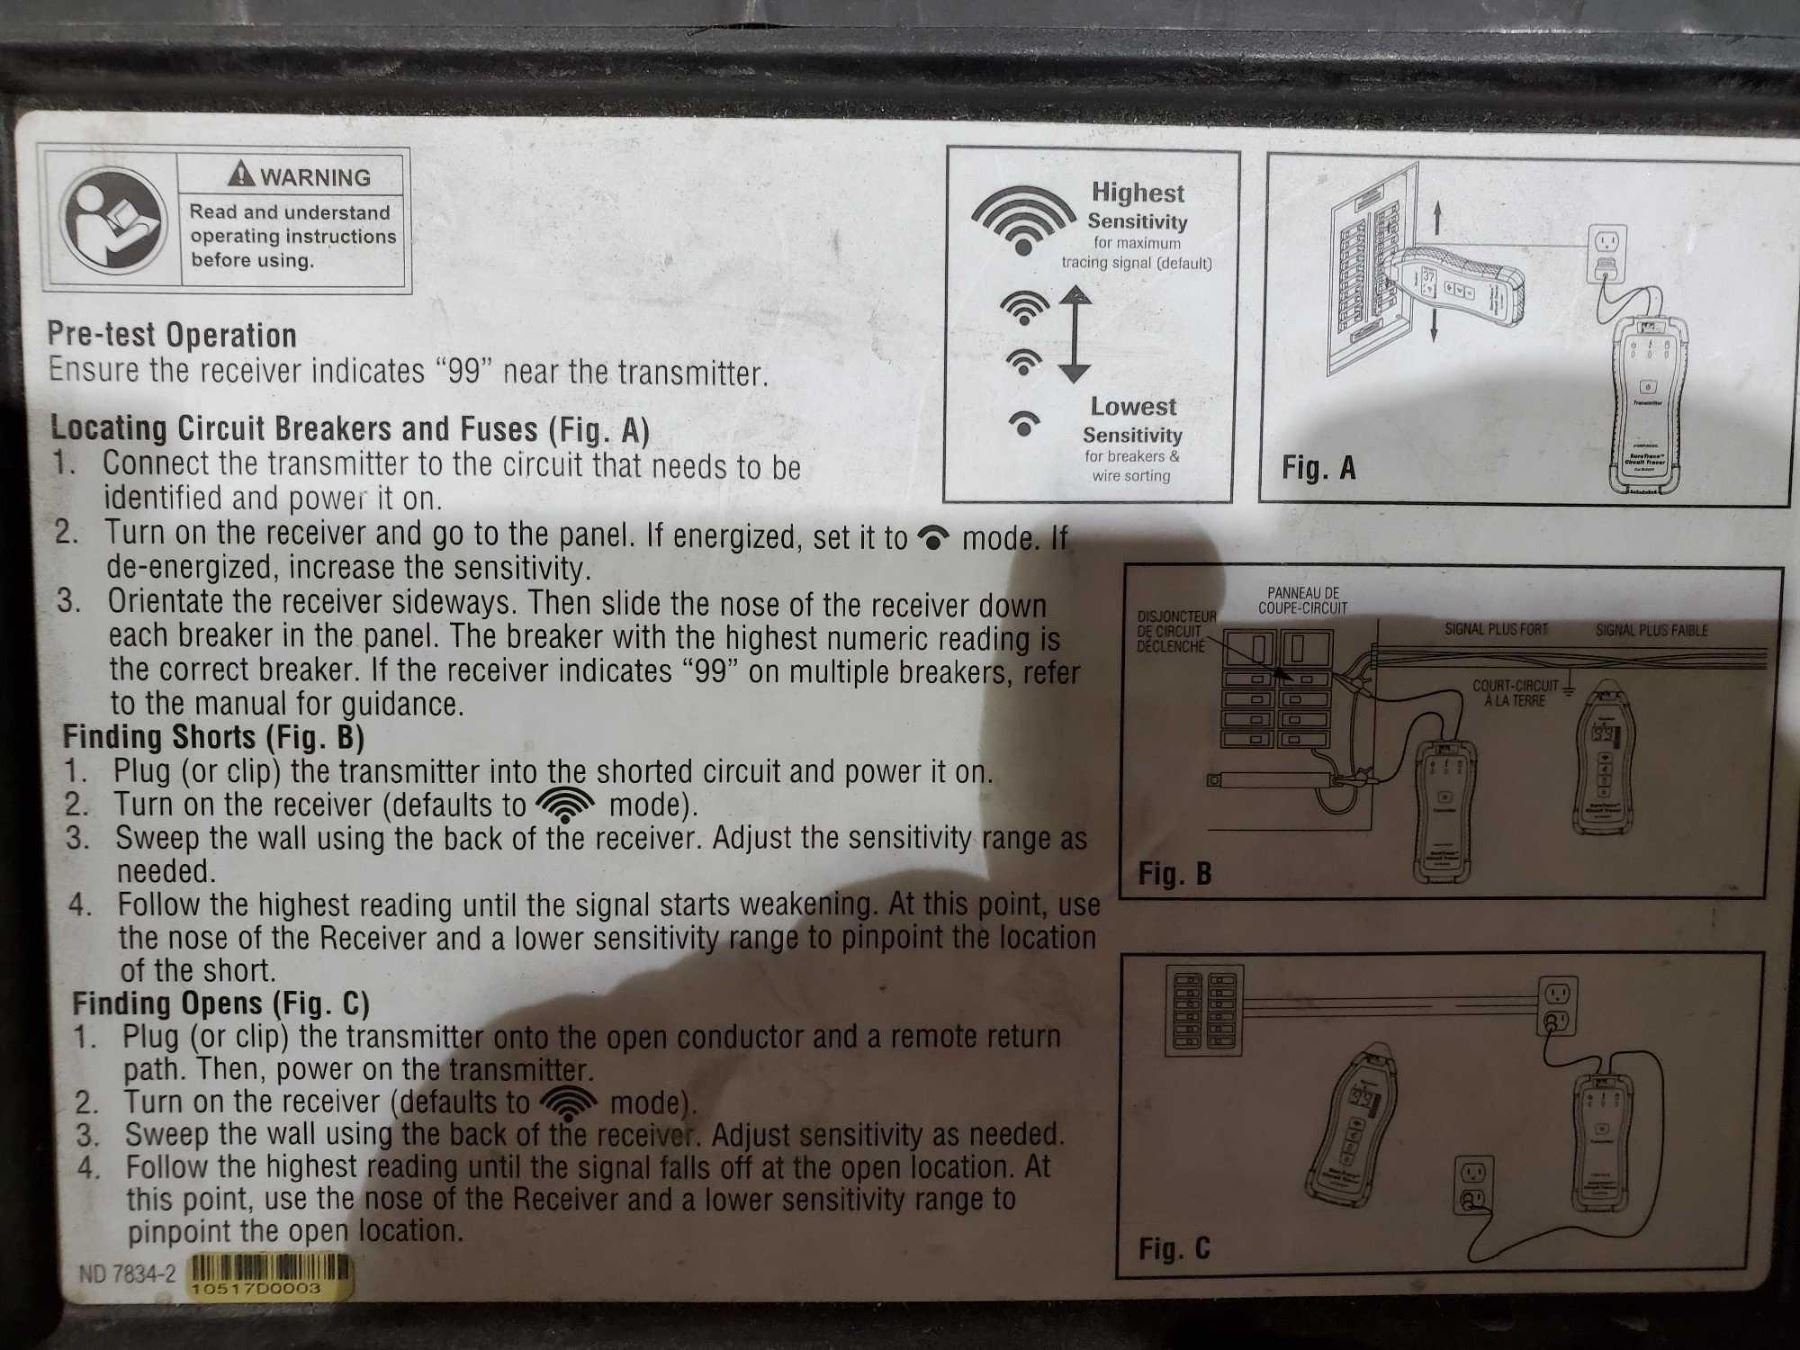 WARNING
Read and understand
operating instructions
before using.
Highest
Sensitivity
for maximum
tracing signal (default)
Lowest
Sensitivity
for breakers &
wire sorting
Pre-test Operation
Ensure the receiver indicates “99” near the transmitter.
Locating Circuit Breakers and Fuses (Fig. A)
1. Connect the transmitter to the circuit that needs to be
identified and power it on.
2. Turn on the receiver and go to the panel. If energized, set it to mode. If
de-energized, increase the sensitivity.
3. Orientate the receiver sideways. Then slide the nose of the receiver down
each breaker in the panel. The breaker with the highest numeric reading is
the correct breaker. If the receiver indicates “99” on multiple breakers, refer
to the manual for guidance.
Finding Shorts (Fig. B)
1. Plug (or clip) the transmitter into the shorted circuit and power it on.
2. Turn on the receiver (defaults to mode).
3. Sweep the wall using the back of the receiver. Adjust the sensitivity range as
needed.
4. Follow the highest reading until the signal starts weakening. At this point, use
the nose of the Receiver and a lower sensitivity range to pinpoint the location
of the short.
Finding Opens (Fig. C)
1. Plug (or clip) the transmitter onto the open conductor and a remote return
path. Then, power on the transmitter.
2. Turn on the receiver (defaults to mode).
3. Sweep the wall using the back of the receiver. Adjust sensitivity as needed.
4. Follow the highest reading until the signal falls off at the open location. At
this point, use the nose of the Receiver and a lower sensitivity range to
pinpoint the open location.
ND 7834-2
10517D0003
37
Transmitter
SureTrace™
Circuit Tracer
Fig. A
PANNEAU DE
COUPE-CIRCUIT
DISJONCTEUR
DE CIRCUIT
DÉCLENCHÉ
SIGNAL PLUS FORT
SIGNAL PLUS FAIBLE
COURT-CIRCUIT
À LA TERRE
99
SureTrace™
Circuit Tracer
Fig. B
99
Fig. C